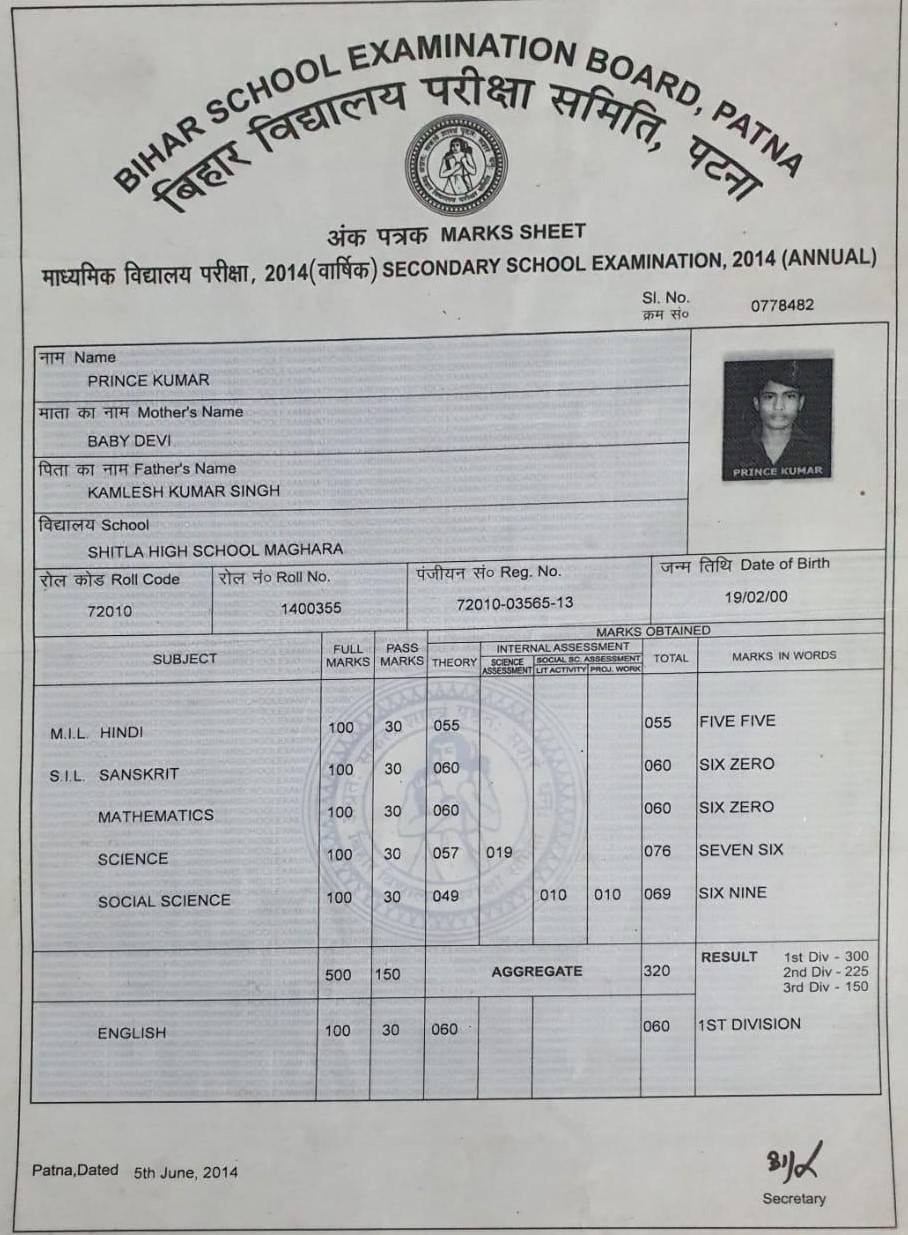 BIHAR SCHOOL EXAMINATION BOARD, PATNA
बिहार विद्यालय परीक्षा समिति, पटना
अंक पत्रक MARKS SHEET
माध्यमिक विद्यालय परीक्षा, 2014(वार्षिक) SECONDARY SCHOOL EXAMINATION, 2014 (ANNUAL)
Sl. No. 0778482
क्रम सं०
नाम Name
PRINCE KUMAR
माता का नाम Mother's Name
BABY DEVI
पिता का नाम Father's Name
KAMLESH KUMAR SINGH
PRINCE KUMAR
विद्यालय School
SHITLA HIGH SCHOOL MAGHARA
रोल कोड Roll Code रोल नं० Roll No. पंजीयन सं० Reg. No. जन्म तिथि Date of Birth
72010 1400355 72010-03565-13 19/02/00
SUBJECT FULL MARKS PASS MARKS MARKS OBTAINED
THEORY INTERNAL ASSESSMENT TOTAL MARKS IN WORDS
SCIENCE ASSESSMENT SOCIAL SC. ASSESSMENT
LIT ACTIVITY PROJ. WORK
M.I.L. HINDI 100 30 055 055 FIVE FIVE
S.I.L. SANSKRIT 100 30 060 060 SIX ZERO
MATHEMATICS 100 30 060 060 SIX ZERO
SCIENCE 100 30 057 019 076 SEVEN SIX
SOCIAL SCIENCE 100 30 049 010 010 069 SIX NINE
500 150 AGGREGATE 320 RESULT 1st Div - 300
2nd Div - 225
3rd Div - 150
ENGLISH 100 30 060 060 1ST DIVISION
Patna,Dated 5th June, 2014
Secretary